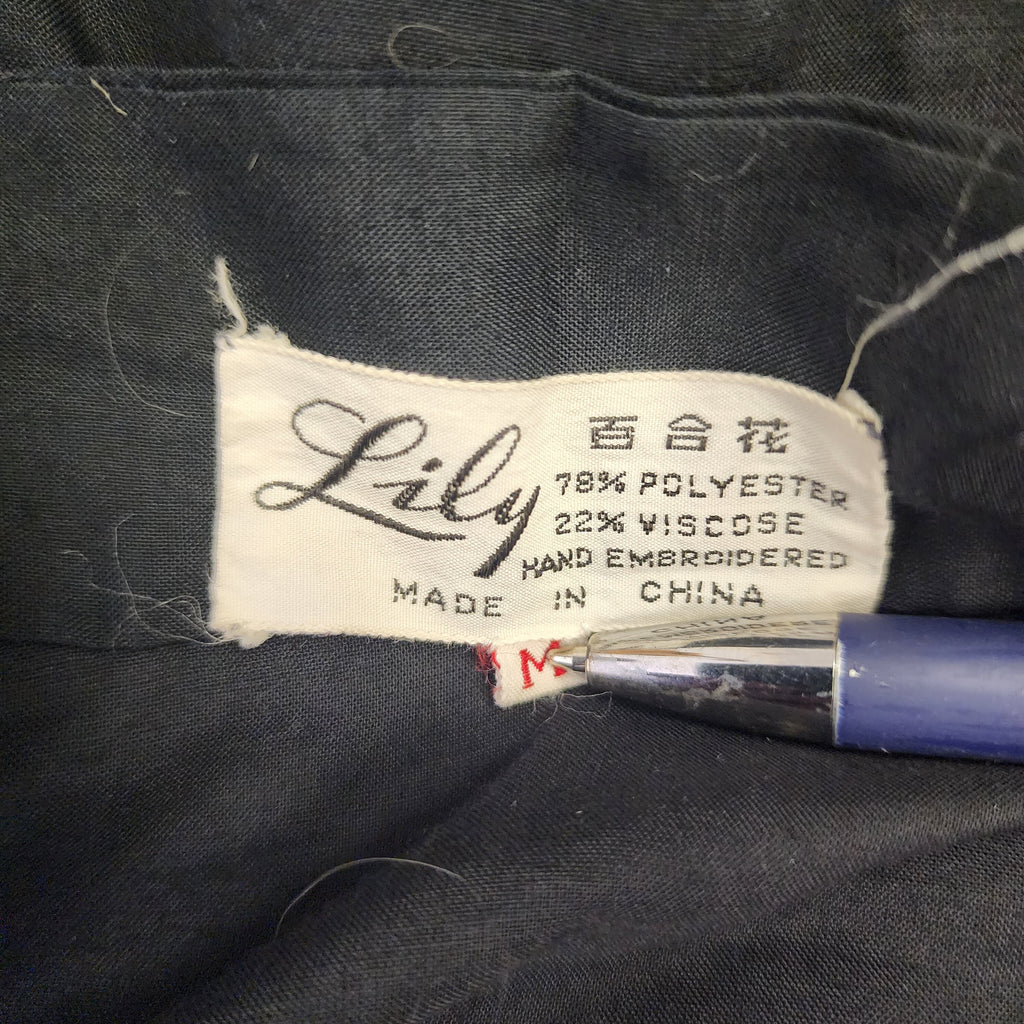 Lily
百合花
78% POLYESTER
22% VISCOSE
HAND EMBROIDERED
MADE IN CHINA
M